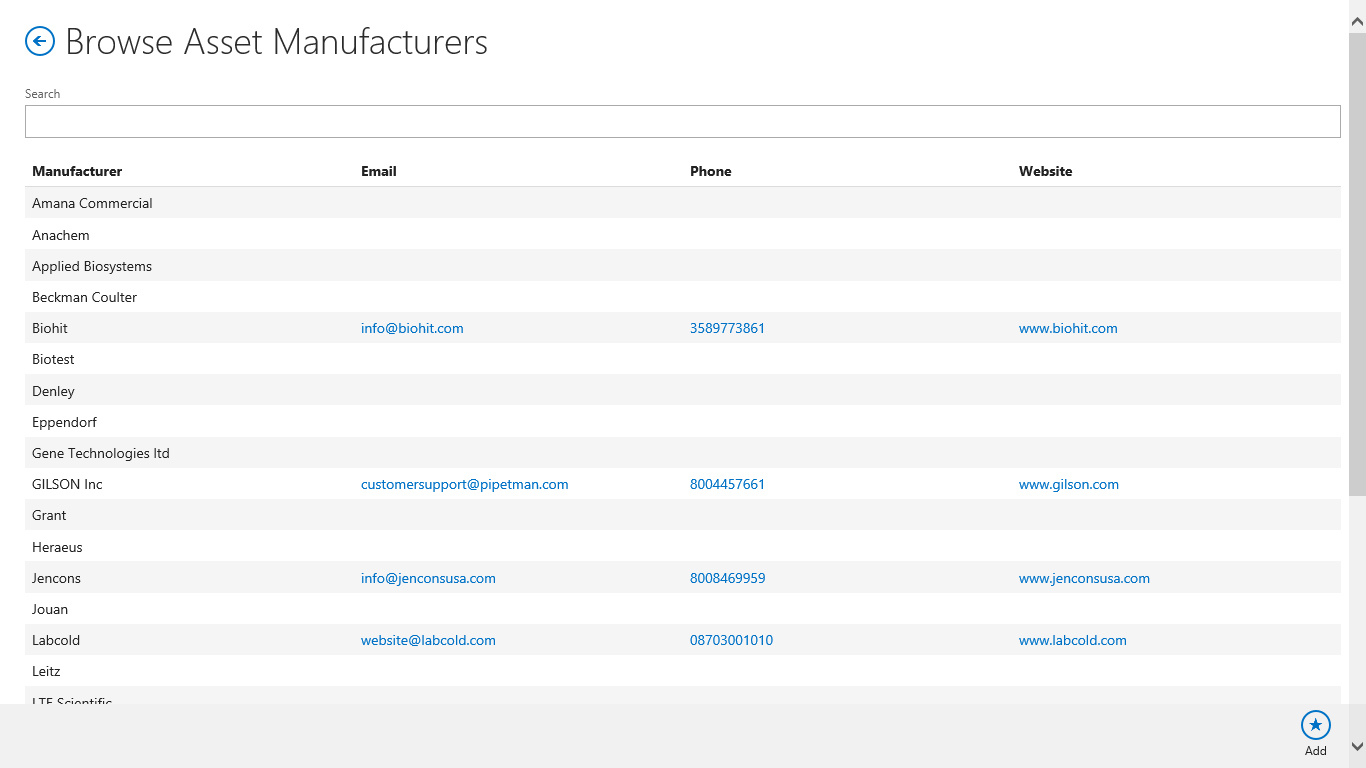 Browse Asset Manufacturers
Search
Manufacturer Email Phone Website
Amana Commercial
Anachem
Applied Biosystems
Beckman Coulter
Biohit info@biohit.com 3589773861 www.biohit.com
Biotest
Denley
Eppendorf
Gene Technologies ltd
GILSON Inc customersupport@pipetman.com 8004457661 www.gilson.com
Grant
Heraeus
Jencons info@jenconsusa.com 8008469959 www.jenconsusa.com
Jouan
Labcold website@labcold.com 08703001010 www.labcold.com
Leitz
LTE Scientific
Add